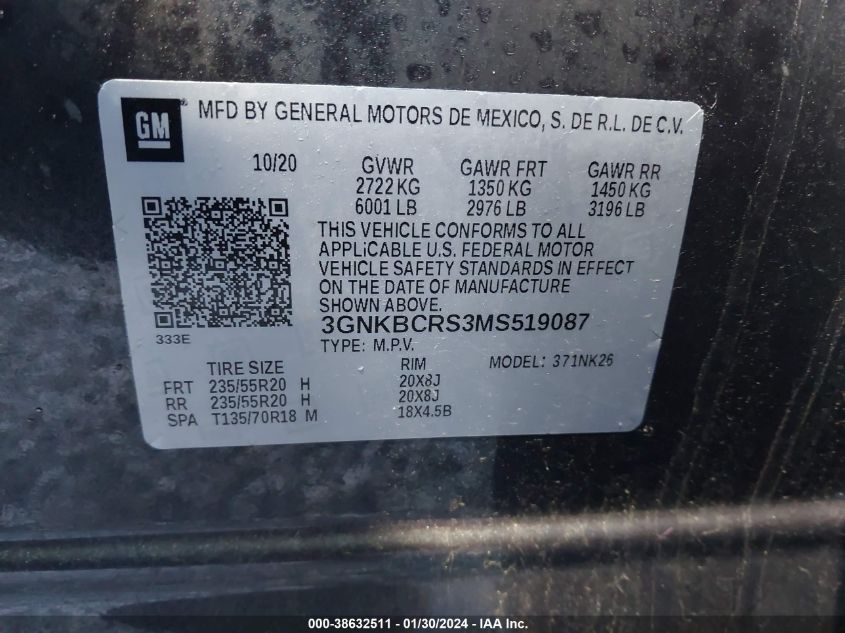 GM® MFD BY GENERAL MOTORS DE MEXICO, S. DE R.L. DE C.V.
10/20 GVWR GAWR FRT GAWR RR
2722 KG 1350 KG 1450 KG
6001 LB 2976 LB 3196 LB
THIS VEHICLE CONFORMS TO ALL
APPLICABLE U.S. FEDERAL MOTOR
VEHICLE SAFETY STANDARDS IN EFFECT
ON THE DATE OF MANUFACTURE
SHOWN ABOVE.
333E
3GNKBCRS3MS519087
TYPE: M.P.V.
TIRE SIZE RIM MODEL: 371NK26
FRT 235/55R20 H 20X8J
RR 235/55R20 H 20X8J
SPA T135/70R18 M 18X4.5B
000-38632511 - 01/30/2024 - IAA Inc.